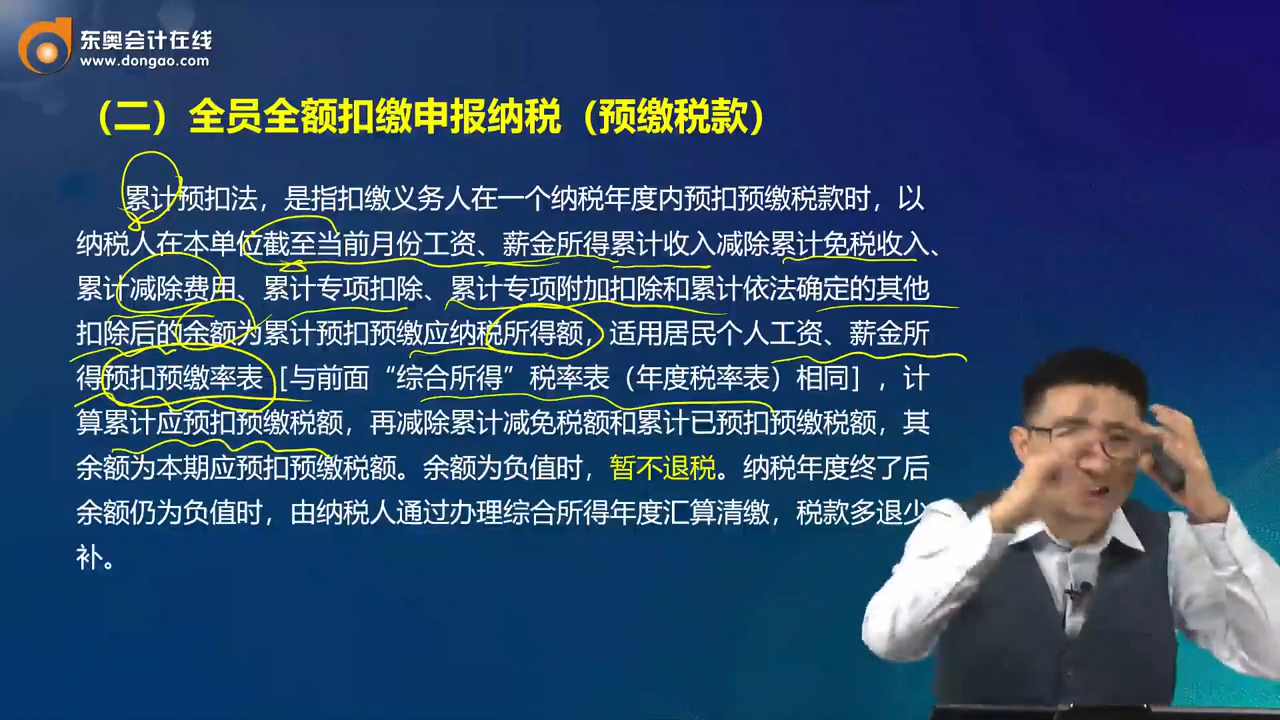 东奥会计在线
www.dongao.com
（二）全员全额扣缴申报纳税（预缴税款）
累计预扣法，是指扣缴义务人在一个纳税年度内预扣预缴税款时，以
纳税人在本单位截至当前月份工资、薪金所得累计收入减除累计免税收入、
累计减除费用、累计专项扣除、累计专项附加扣除和累计依法确定的其他
扣除后的余额为累计预扣预缴应纳税所得额，适用居民个人工资、薪金所
得预扣预缴率表［与前面“综合所得”税率表（年度税率表）相同］，计
算累计应预扣预缴税额，再减除累计减免税额和累计已预扣预缴税额，其
余额为本期应预扣预缴税额。余额为负值时，暂不退税。纳税年度终了后
余额仍为负值时，由纳税人通过办理综合所得年度汇算清缴，税款多退少
补。